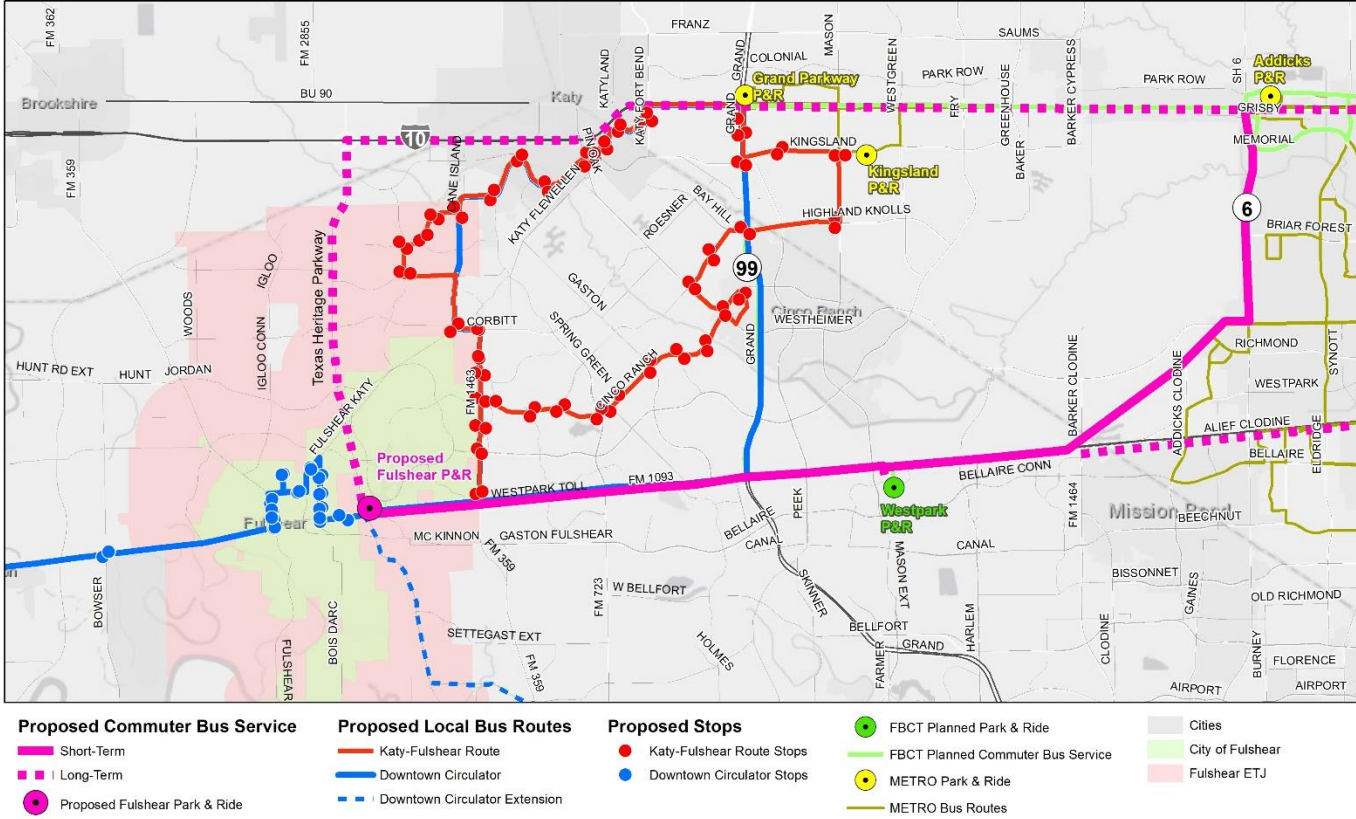 FM 362
FM 2855
FRANZ
SAUMS
COLONIAL
MASON
GRAND
WESTGREEN
GREENHOUSE
BARKER CYPRESS
SH 6
Addicks
P&R
Brookshire
BU 90
Katy
KATYLAND
KATY FORT BEND
Grand Parkway
P&R
PARK ROW
FRY
PARK ROW
GRISBY
10
GRAND
KINGSLAND
BAKER
MEMORIAL
FM 359
CANE ISLAND
PIN OAK
KATY FLEWELLEN
Kingsland
P&R
ROESNER
BAY HILL
HIGHLAND KNOLLS
6
BRIAR FOREST
IGLOO
Texas Heritage Parkway
GASTON
99
WOODS
IGLOO CONN
CORBITT
SPRING GREEN
CINCO RANCH
Cinco Ranch
WESTHEIMER
GRAND
RICHMOND
HUNT RD EXT
HUNT
JORDAN
FM 1463
SYNOTT
WESTPARK
FULSHEAR KATY
BARKER CLODINE
ADDICKS CLODINE
ALIEF CLODINE
Proposed
Fulshear P&R
BELLAIRE
ELDRIDGE
WESTPARK TOLL
FM 1093
BELLAIRE CONN
Fulshear
Westpark
P&R
PEEK
FM 1464
Mission Bend
BEECHNUT
MC KINNON
GASTON FULSHEAR
BELLAIRE
CANAL
MASON EXT
CANAL
FM 359
FM 723
W BELLFORT
SKINNER
BISSONNET
GAINES
OLD RICHMOND
BOWSER
BOIS DARC
SETTEGAST EXT
HOLMES
BELLFORT
GRAND
HARLEM
CLODINE
BURNEY
FLORENCE
FULSHEAR
FM 359
FARMER
AIRPORT
AIRPORT
Proposed Commuter Bus Service
Short-Term
Long-Term
Proposed Fulshear Park & Ride
Proposed Local Bus Routes
Katy-Fulshear Route
Downtown Circulator
Downtown Circulator Extension
Proposed Stops
Katy-Fulshear Route Stops
Downtown Circulator Stops
FBCT Planned Park & Ride
FBCT Planned Commuter Bus Service
METRO Park & Ride
METRO Bus Routes
Cities
City of Fulshear
Fulshear ETJ